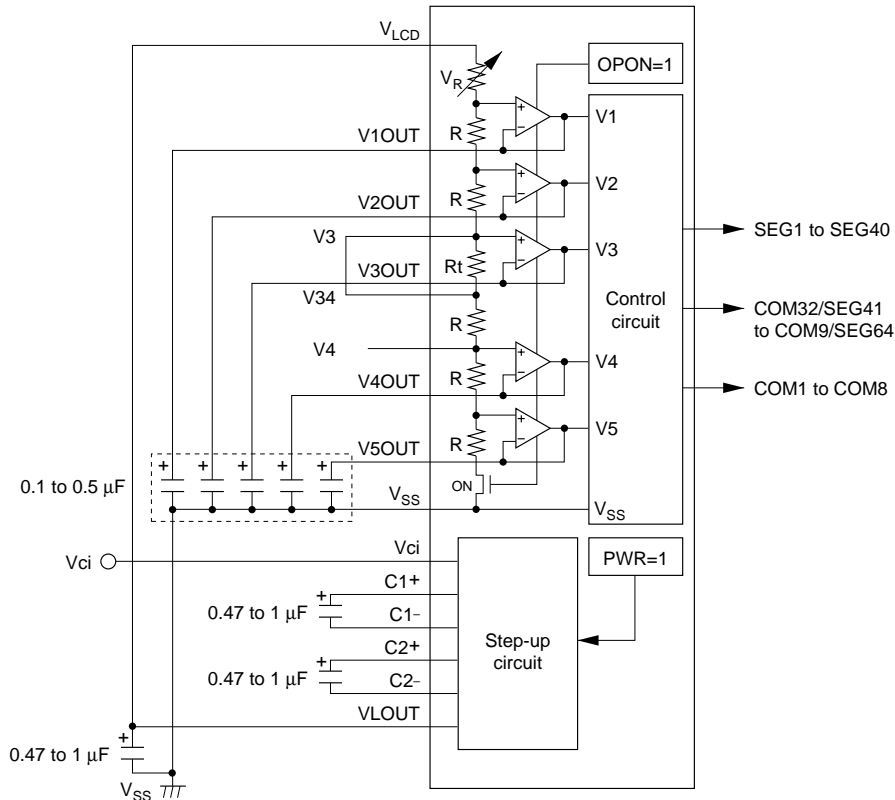 VLCD
VR
OPON=1
R
V1OUT
V1
R
V2OUT
V2
V3
Rt
V3OUT
V3
V34
R
V4
R
V4OUT
V4
R
V5OUT
V5
Control
circuit
SEG1 to SEG40
COM32/SEG41
to COM9/SEG64
COM1 to COM8
+ + + + +
0.1 to 0.5 μF
ON
VSS
VSS
Vci
Vci
PWR=1
C1+
0.47 to 1 μF
+
C1−
Step-up
circuit
C2+
0.47 to 1 μF
+
C2−
VLOUT
+
0.47 to 1 μF
VSS